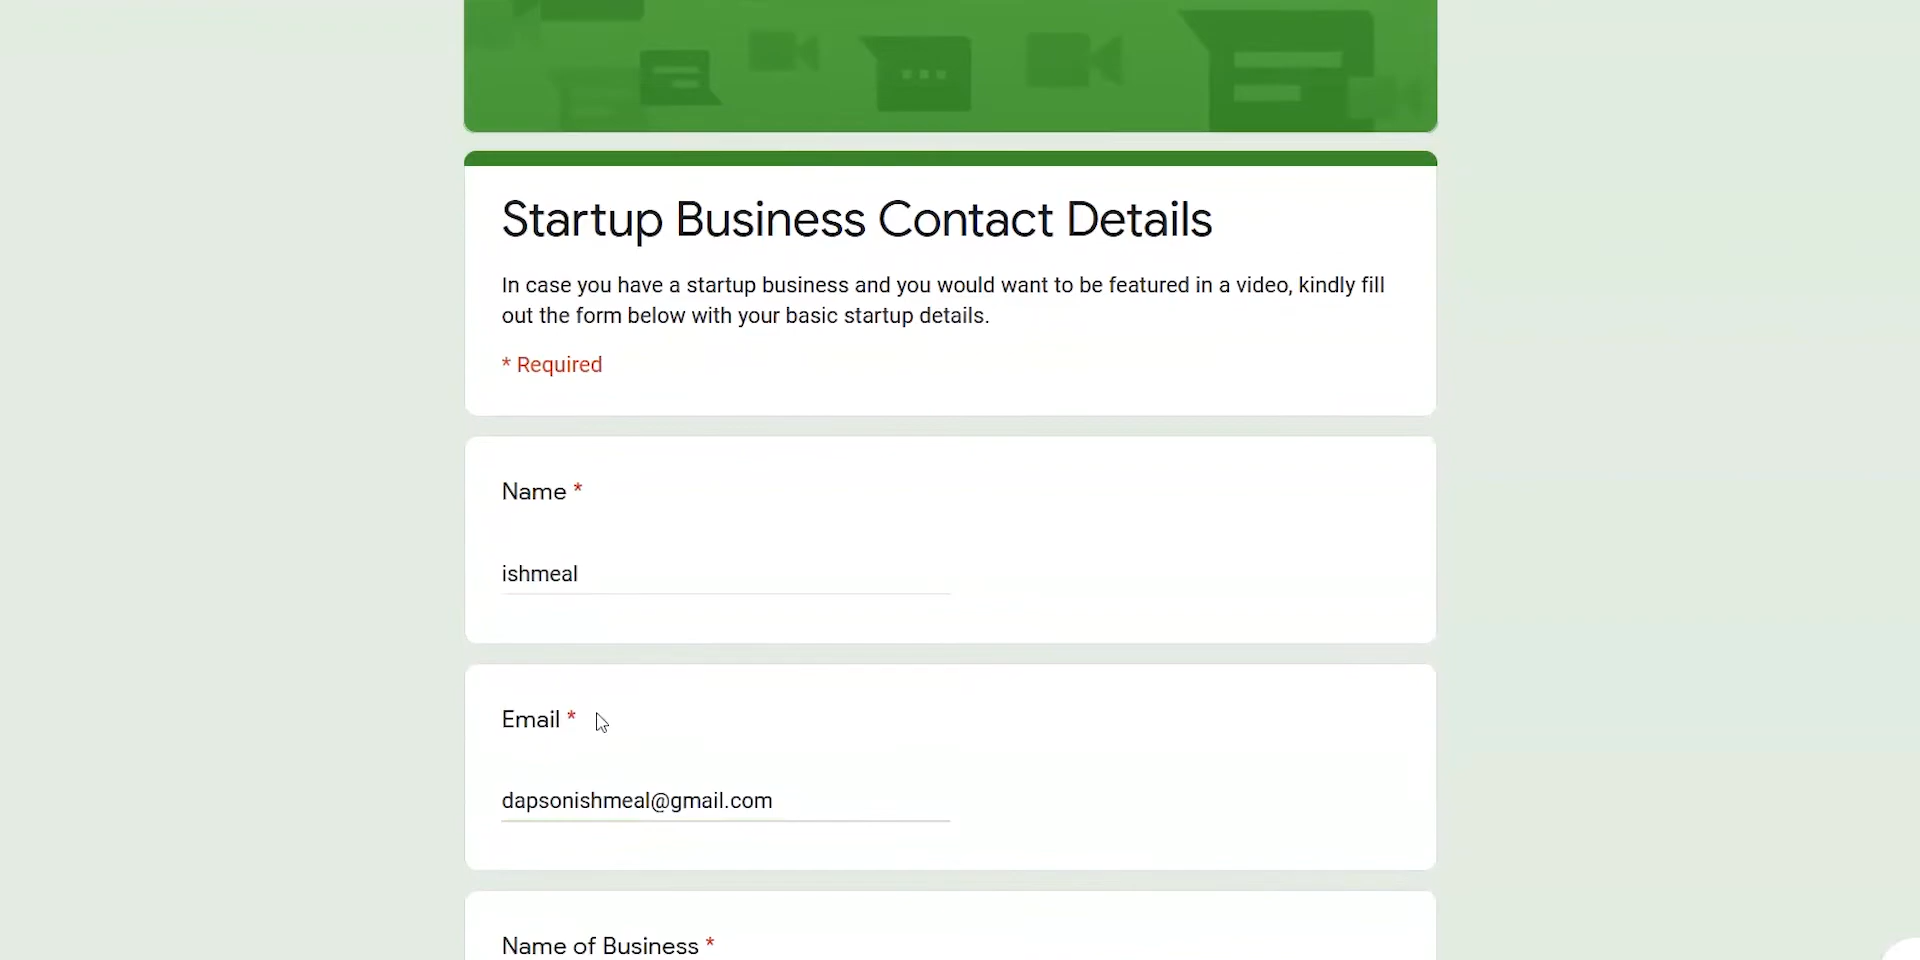 Startup Business Contact Details
In case you have a startup business and you would want to be featured in a video, kindly fill
out the form below with your basic startup details.
* Required
Name *
ishmeal
Email *
dapsonishmeal@gmail.com
Name of Business *